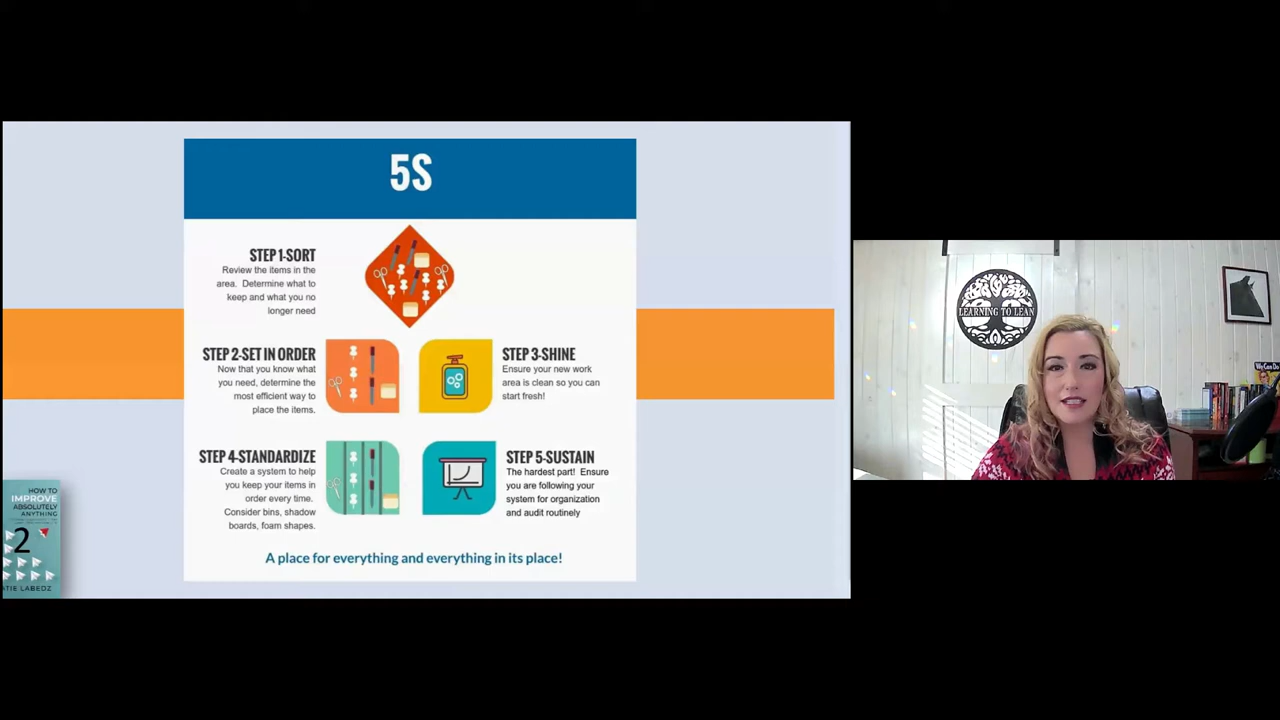 5S
STEP 1-SORT
Review the items in the
area. Determine what to
keep and what you no
longer need
STEP 2-SET IN ORDER
Now that you know what
you need, determine the
most efficient way to
place the items.
STEP 3-SHINE
Ensure your new work
area is clean so you can
start fresh!
STEP 4-STANDARDIZE
Create a system to help
you keep your items in
order every time.
Consider bins, shadow
boards, foam shapes.
STEP 5-SUSTAIN
The hardest part! Ensure
you are following your
system for organization
and audit routinely
A place for everything and everything in its place!
HOW TO
IMPROVE
ABSOLUTELY
ANYTHING
2
ATIE LABEDZ
LEARNING TO LEAN
We Can Do